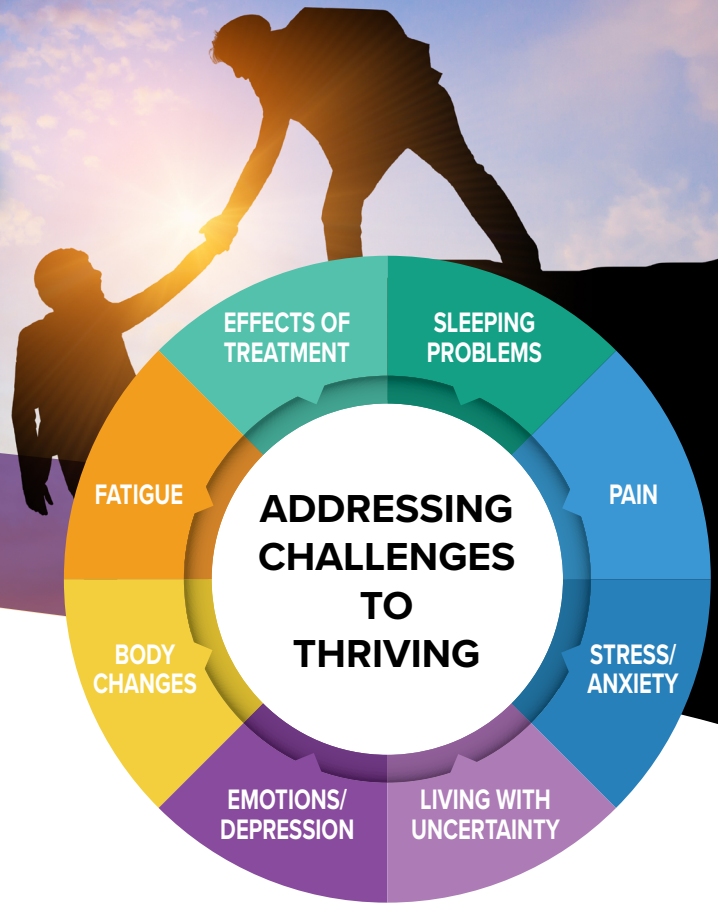 EFFECTS OF
TREATMENT
SLEEPING
PROBLEMS
FATIGUE
PAIN
ADDRESSING
CHALLENGES
TO
THRIVING
BODY
CHANGES
STRESS/
ANXIETY
EMOTIONS/
DEPRESSION
LIVING WITH
UNCERTAINTY